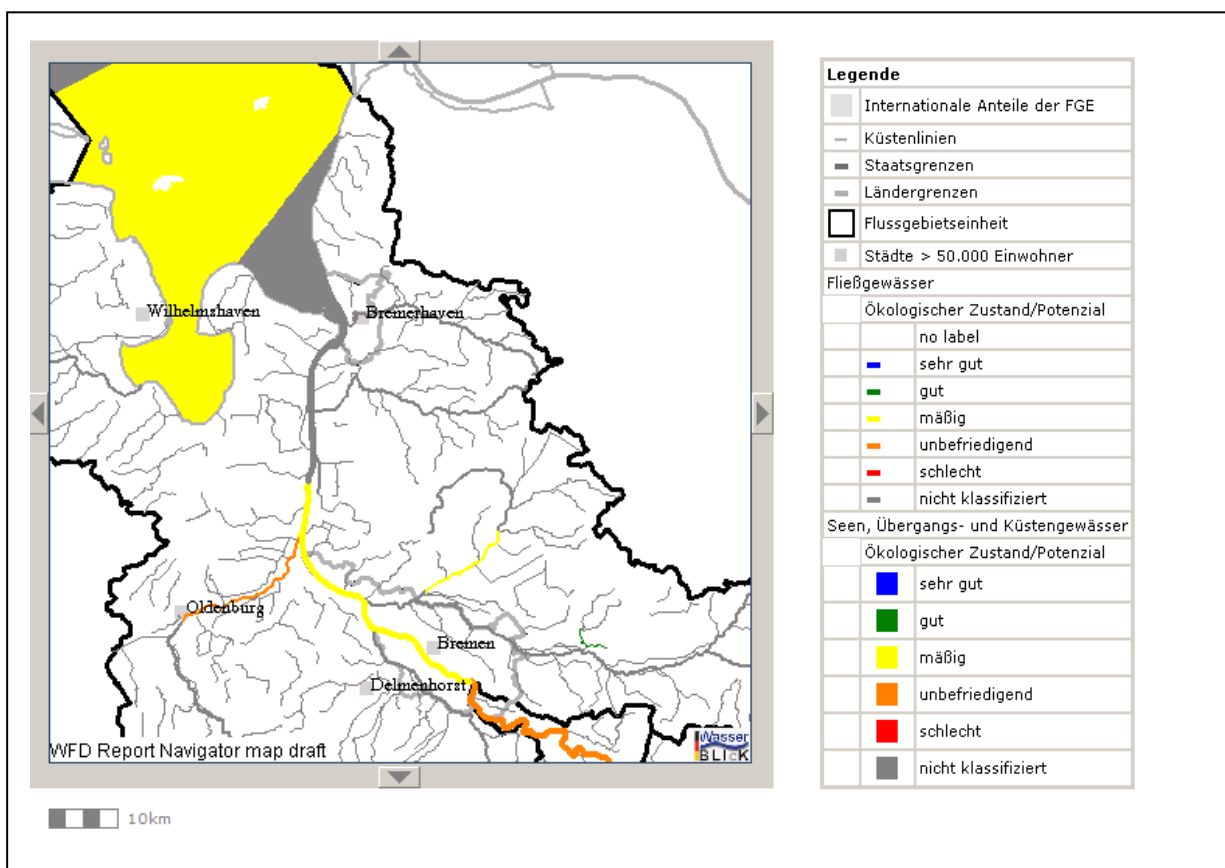 Wilhelmshaven
Bremerhaven
Oldenburg
Bremen
Delmenhorst
WFD Report Navigator map draft
Wasser
BLIcK
10km
Legende
Internationale Anteile der FGE
Küstenlinien
Staatsgrenzen
Ländergrenzen
Flussgebietseinheit
Städte > 50.000 Einwohner
Fließgewässer
Ökologischer Zustand/Potenzial
no label
sehr gut
gut
mäßig
unbefriedigend
schlecht
nicht klassifiziert
Seen, Übergangs- und Küstengewässer
Ökologischer Zustand/Potenzial
sehr gut
gut
mäßig
unbefriedigend
schlecht
nicht klassifiziert